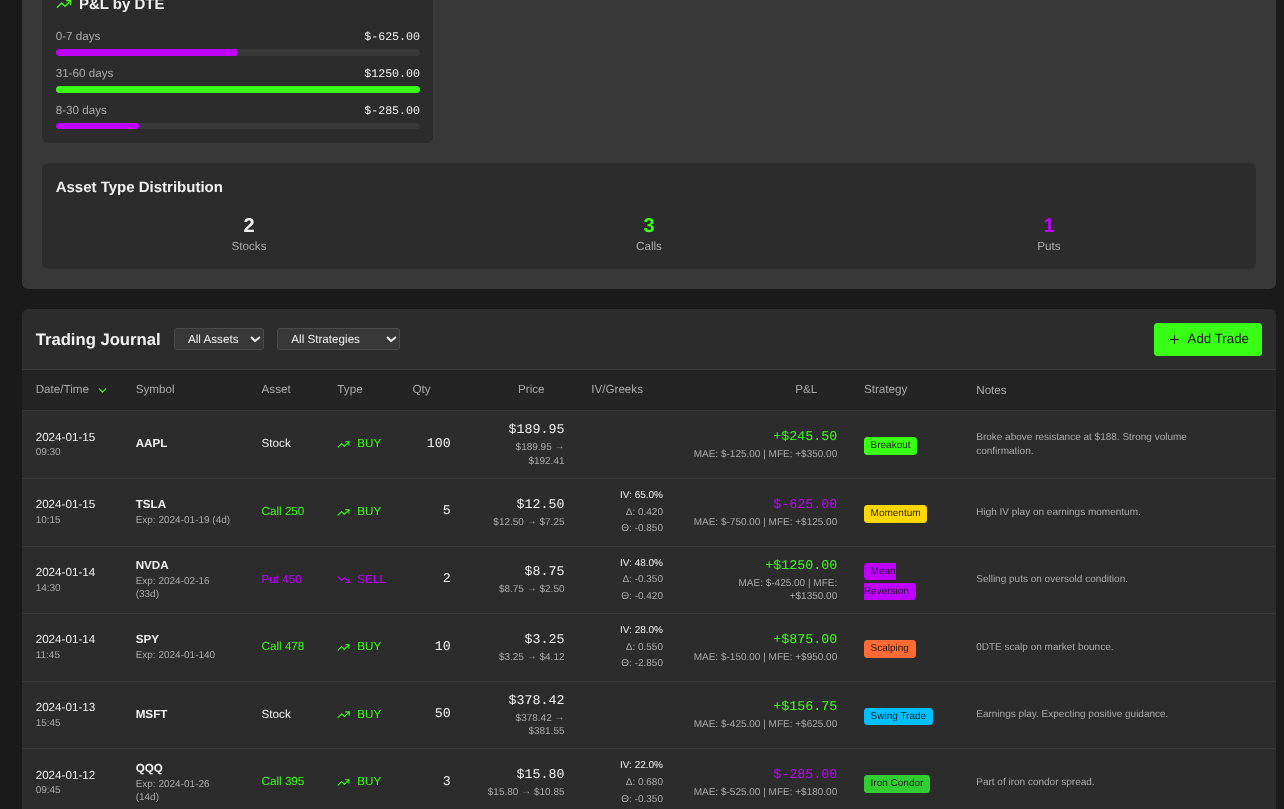 P&L by DTE
0-7 days $-625.00
31-60 days $1250.00
8-30 days $-285.00
Asset Type Distribution
2 3 1
Stocks Calls Puts
Trading Journal All Assets All Strategies + Add Trade
Date/Time Symbol Asset Type Qty Price IV/Greeks P&L Strategy Notes
2024-01-15
09:30
AAPL
Stock
BUY
100
$189.95
$189.95 →
$192.41
+$245.50
MAE: $-125.00 | MFE: +$350.00
Breakout
Broke above resistance at $188. Strong volume
confirmation.
2024-01-15
10:15
TSLA
Exp: 2024-01-19 (4d)
Call 250
BUY
5
$12.50
$12.50 → $7.25
IV: 65.0%
Δ: 0.420
Θ: -0.850
$-625.00
MAE: $-750.00 | MFE: +$125.00
Momentum
High IV play on earnings momentum.
2024-01-14
14:30
NVDA
Exp: 2024-02-16
(33d)
Put 450
SELL
2
$8.75
$8.75 → $2.50
IV: 48.0%
Δ: -0.350
Θ: -0.420
+$1250.00
MAE: $-425.00 | MFE:
+$1350.00
Mean
Reversion
Selling puts on oversold condition.
2024-01-14
11:45
SPY
Exp: 2024-01-140
Call 478
BUY
10
$3.25
$3.25 → $4.12
IV: 28.0%
Δ: 0.550
Θ: -2.850
+$875.00
MAE: $-150.00 | MFE: +$950.00
Scalping
0DTE scalp on market bounce.
2024-01-13
15:45
MSFT
Stock
BUY
50
$378.42
$378.42 →
$381.55
+$156.75
MAE: $-425.00 | MFE: +$625.00
Swing Trade
Earnings play. Expecting positive guidance.
2024-01-12
09:45
QQQ
Exp: 2024-01-26
(14d)
Call 395
BUY
3
$15.80
$15.80 → $10.85
IV: 22.0%
Δ: 0.680
Θ: -0.350
$-285.00
MAE: $-525.00 | MFE: +$180.00
Iron Condor
Part of iron condor spread.